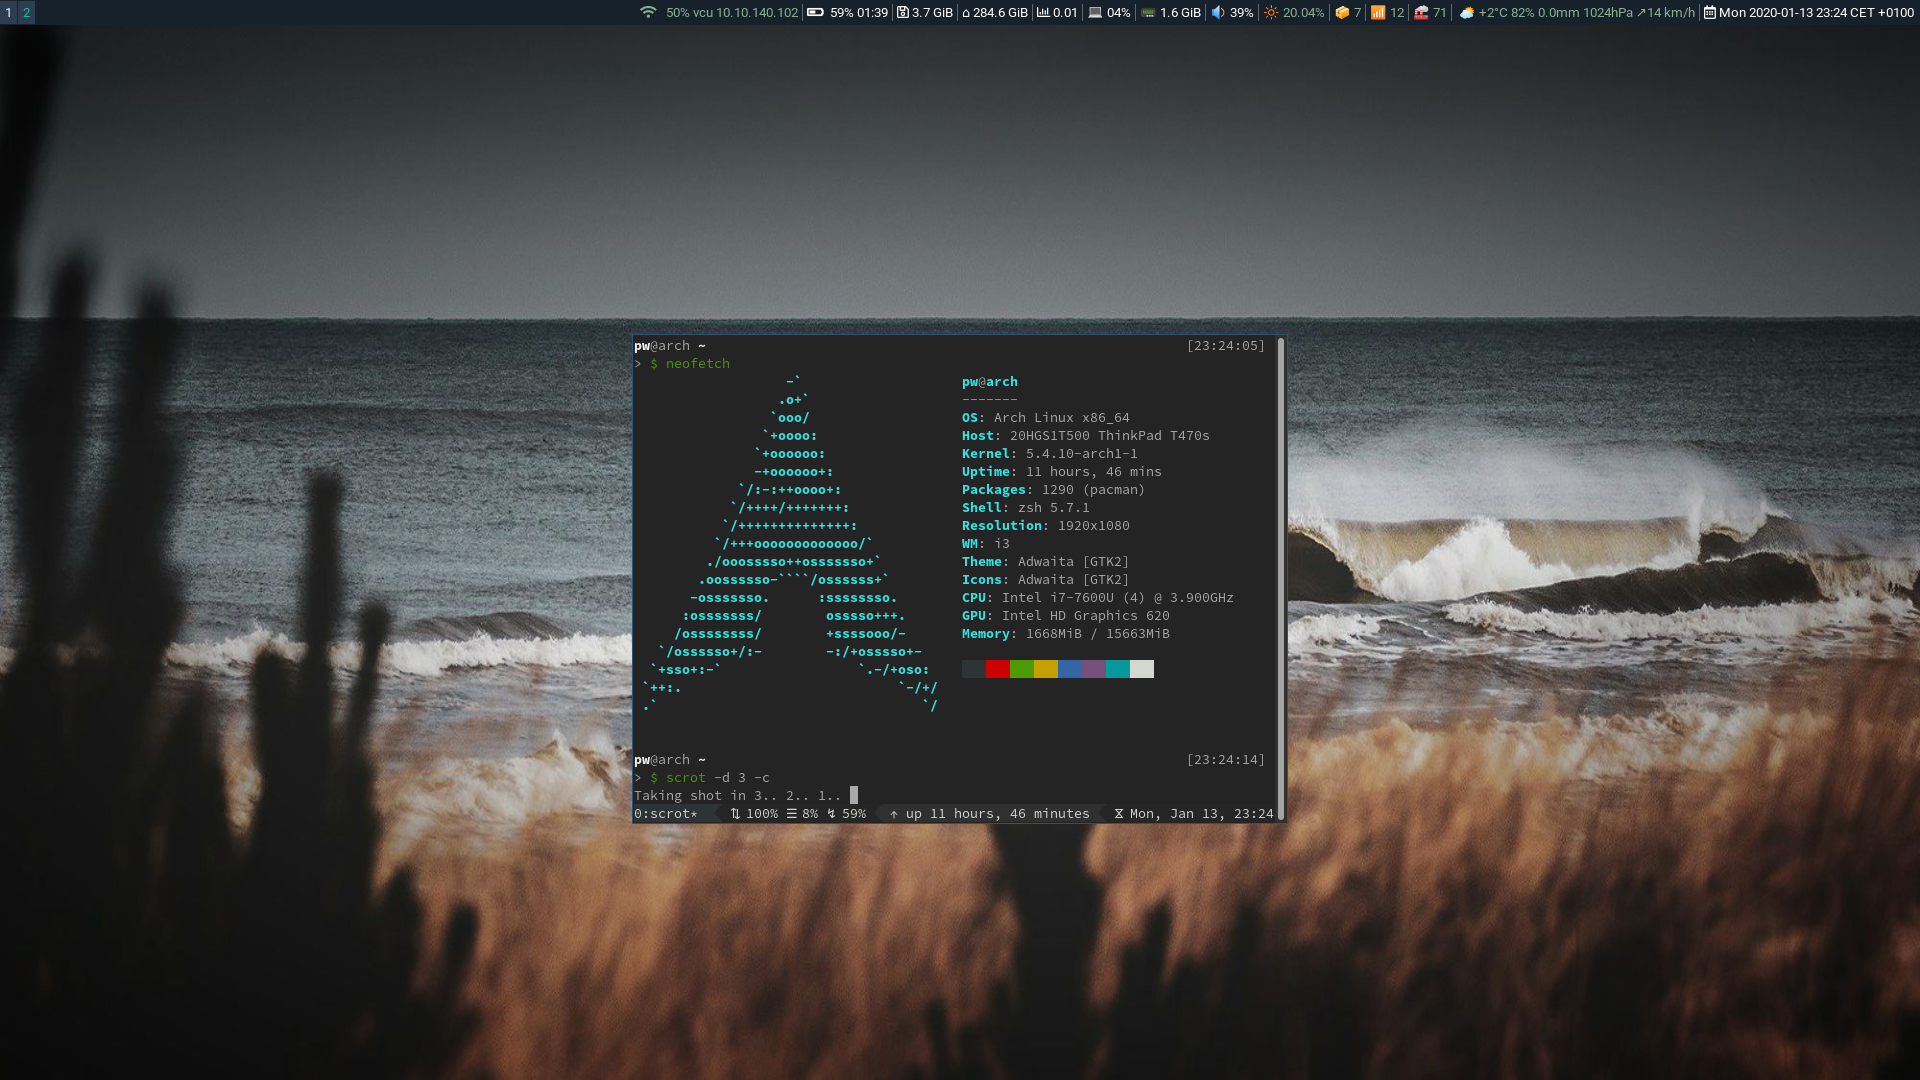 1 2 50% vcu 10.10.140.102 59% 01:39 3.7 GiB 284.6 GiB 0.01 04% 1.6 GiB 39% 20.04% 7 12 71 +2°C 82% 0.0mm 1024hPa ↗14 km/h Mon 2020-01-13 23:24 CET +0100
pw@arch ~ [23:24:05]
> $ neofetch
-` pw@arch
.o+` -------
`ooo/ OS: Arch Linux x86_64
`+oooo: Host: 20HGS1T500 ThinkPad T470s
`+oooooo: Kernel: 5.4.10-arch1-1
-+oooooo+: Uptime: 11 hours, 46 mins
`/:-:++oooo+: Packages: 1290 (pacman)
`/++++/+++++++: Shell: zsh 5.7.1
`/++++++++++++++: Resolution: 1920x1080
`/+++ooooooooooooo/` WM: i3
./ooosssso++osssssso+` Theme: Adwaita [GTK2]
.oossssso-````/ossssss+` Icons: Adwaita [GTK2]
-osssssso. :ssssssso. CPU: Intel i7-7600U (4) @ 3.900GHz
:osssssss/ osssso+++. GPU: Intel HD Graphics 620
/ossssssss/ +ssssooo/- Memory: 1668MiB / 15663MiB
`/ossssso+/:- -:/+osssso+-
`+sso+:-` `.-/+oso:
`++:. `-/+/
.` `/
pw@arch ~ [23:24:14]
> $ scrot -d 3 -c
Taking shot in 3.. 2.. 1..
0:scrot* ⇅ 100% ☰ 8% ↯ 59% ↑ up 11 hours, 46 minutes ⧖ Mon, Jan 13, 23:24